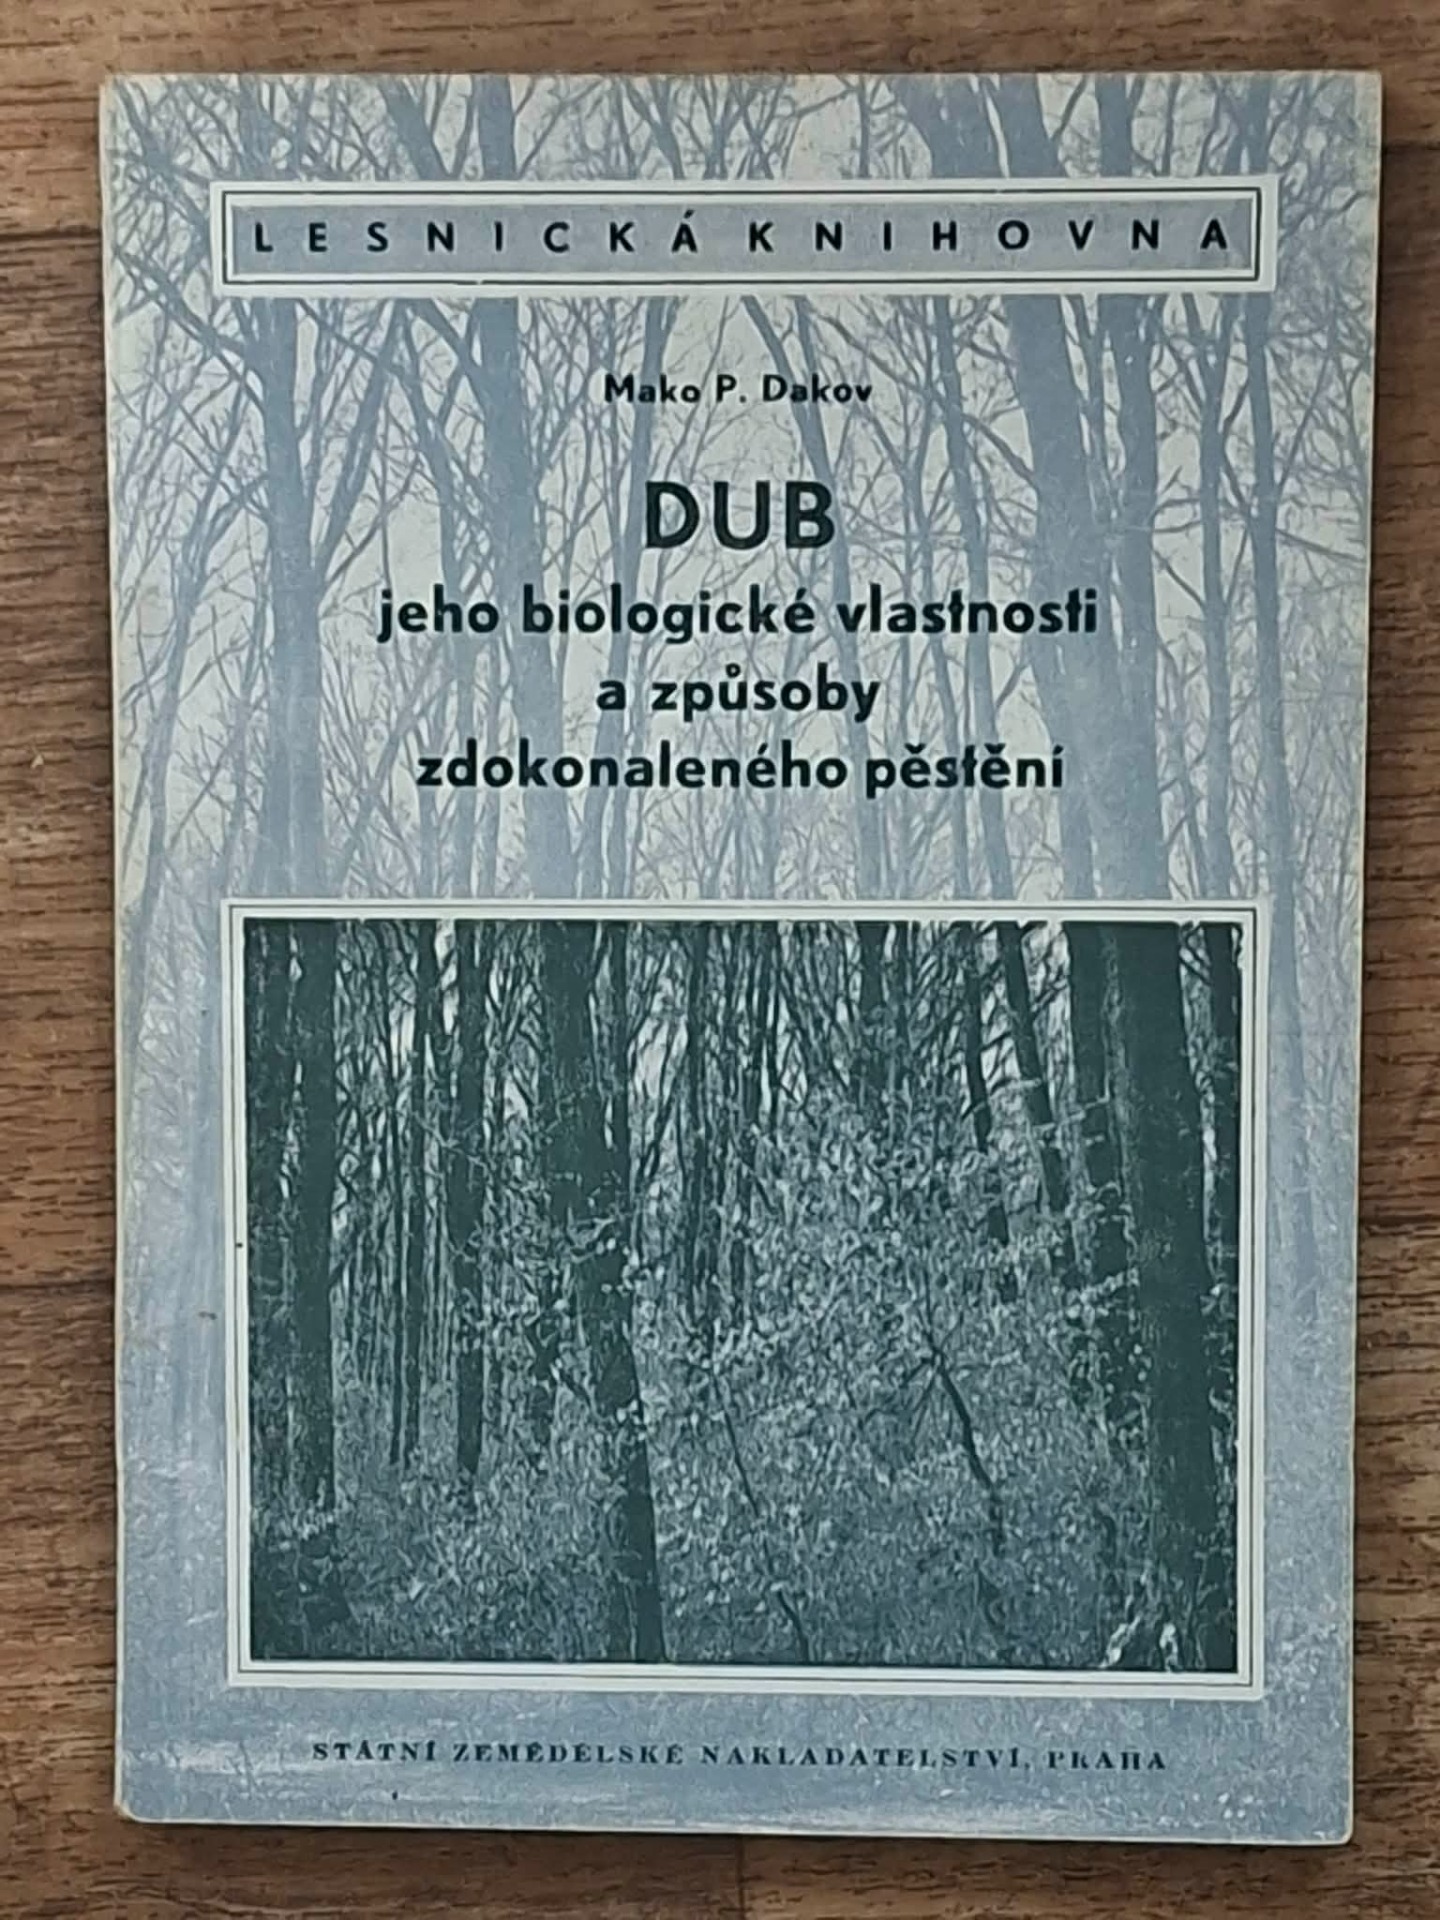 LESNICKÁ KNIHOVNA
Mako P. Dakov
DUB
jeho biologické vlastnosti
a způsoby
zdokonaleného pěstění
STÁTNÍ ZEMĚDĚLSKÉ NAKLADATELSTVÍ, PRAHA